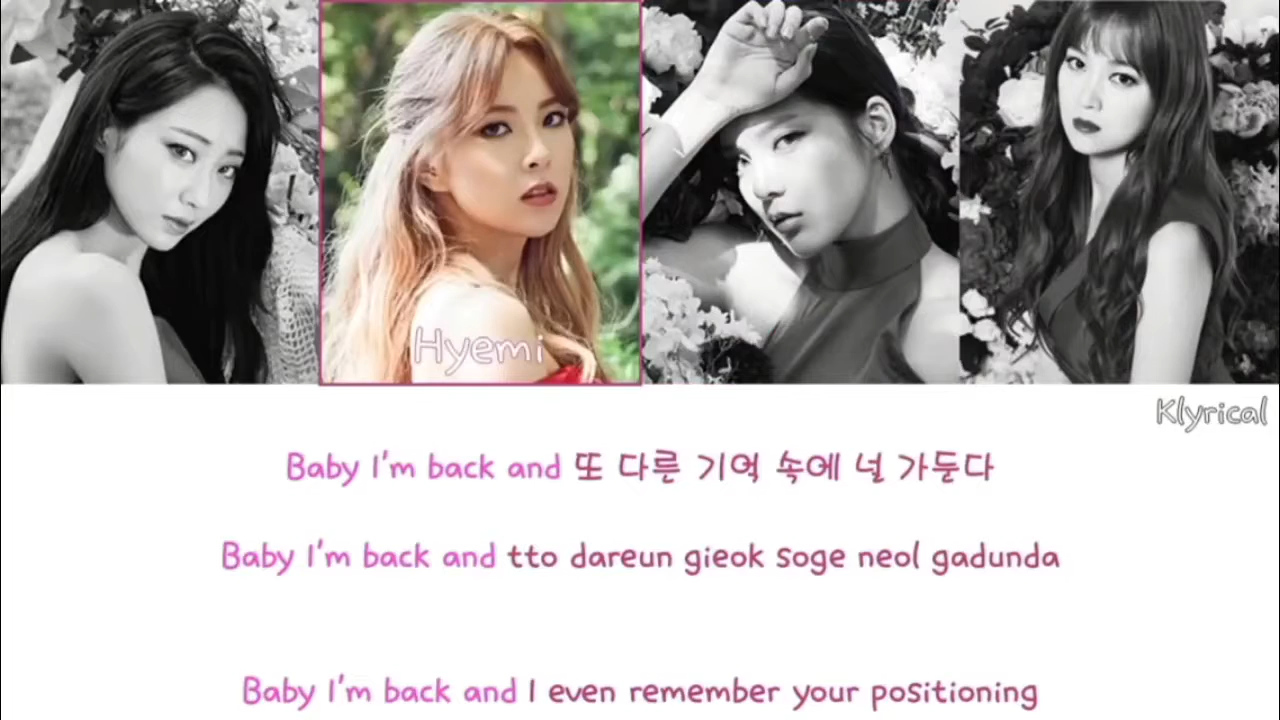 Hyemi
Klyrical
Baby I'm back and 또 다른 기억 속에 널 가둔다
Baby I'm back and tto dareun gieok soge neol gadunda
Baby I'm back and I even remember your positioning